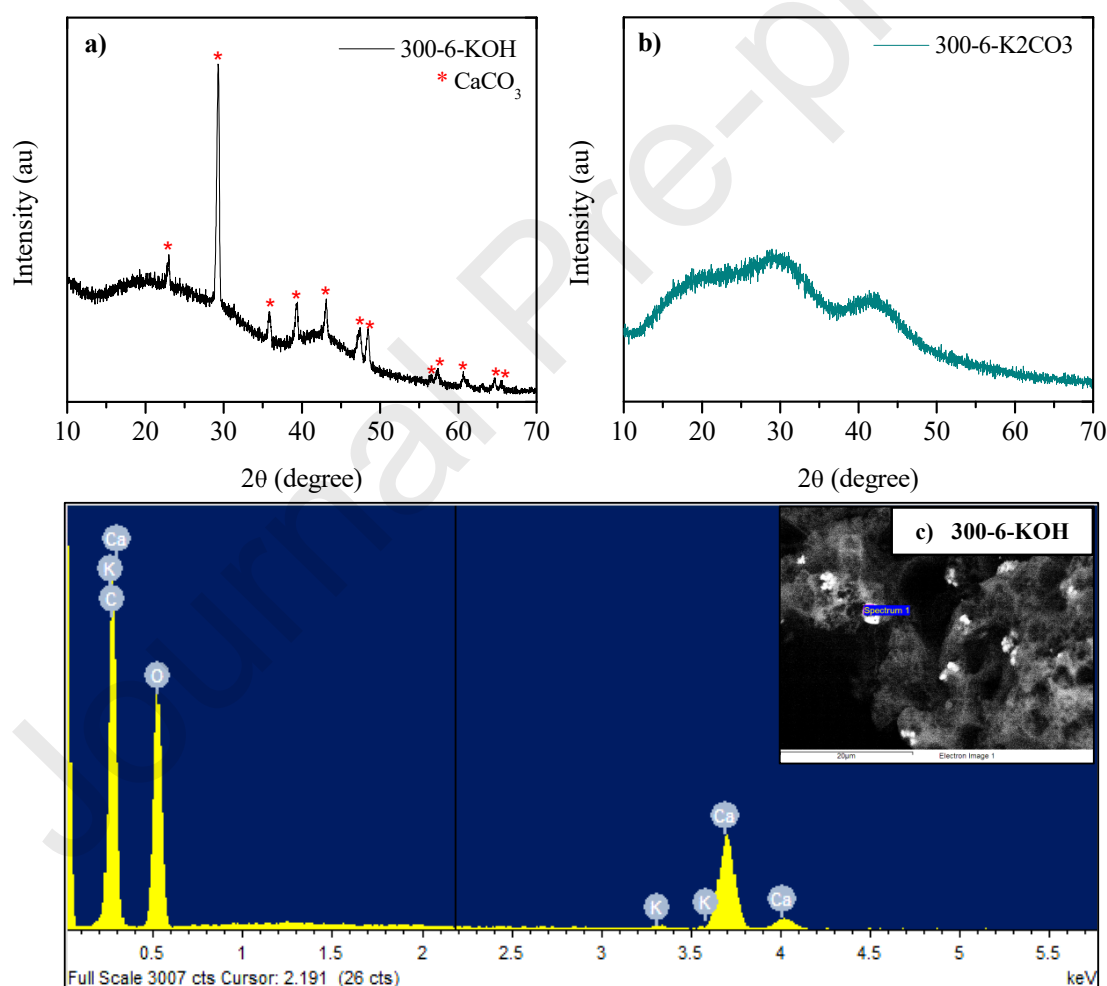 a)
300-6-KOH
* CaCO3
*
*
*
*
*
*
*
*
*
*
*
*
Intensity (au)
10 20 30 40 50 60 70
2θ (degree)
b)
300-6-K2CO3
Intensity (au)
10 20 30 40 50 60 70
2θ (degree)
Journal Pre-pr
c) 300-6-KOH
Spectrum 1
20µm Electron Image 1
Ca
K
C
O
Ca
K K Ca
0.5 1 1.5 2 2.5 3 3.5 4 4.5 5 5.5
Full Scale 3007 cts Cursor: 2.191 (26 cts) keV